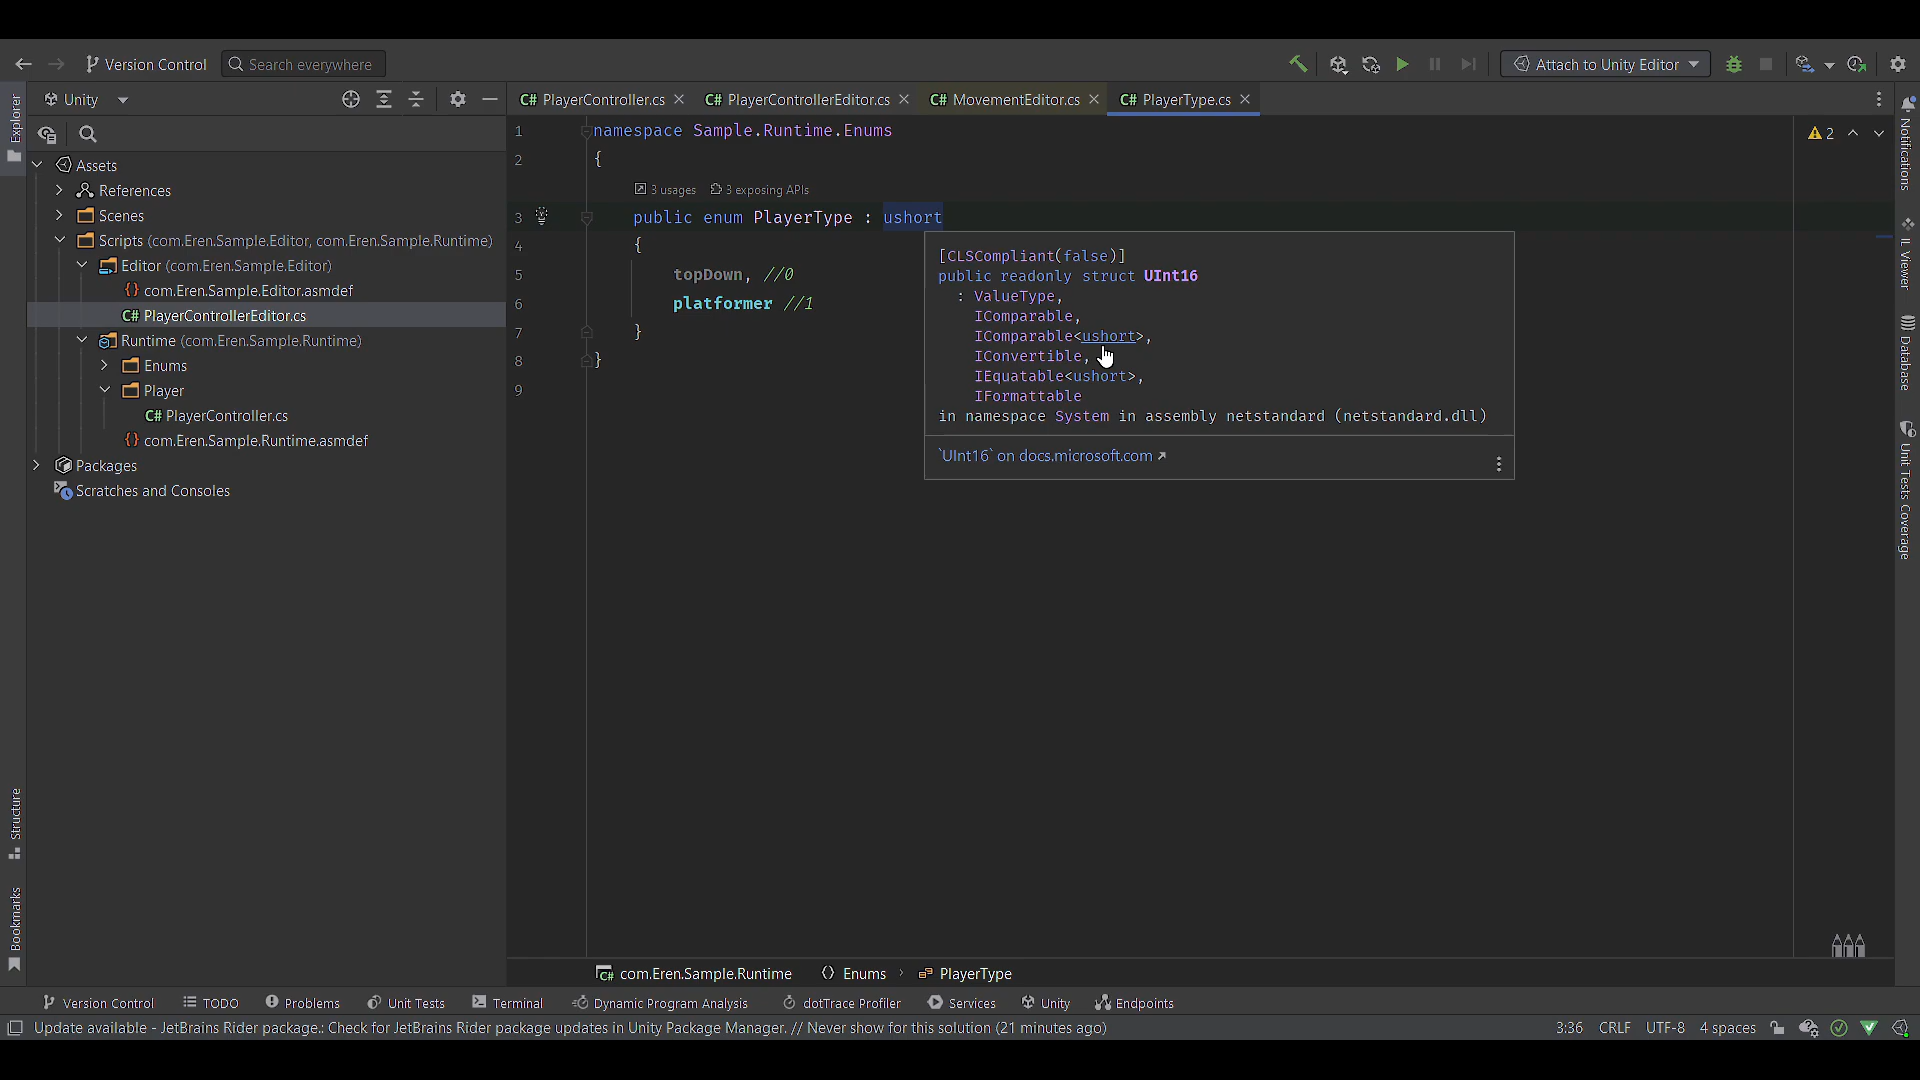 Version Control
Search everywhere
Attach to Unity Editor
Explorer
Unity
C# PlayerController.cs
C# PlayerControllerEditor.cs
C# MovementEditor.cs
C# PlayerType.cs
Notifications
IL Viewer
Database
Unit Tests Coverage
Assets
References
Scenes
Scripts (com.Eren.Sample.Editor, com.Eren.Sample.Runtime)
Editor (com.Eren.Sample.Editor)
{} com.Eren.Sample.Editor.asmdef
C# PlayerControllerEditor.cs
Runtime (com.Eren.Sample.Runtime)
Enums
Player
C# PlayerController.cs
{} com.Eren.Sample.Runtime.asmdef
Packages
Scratches and Consoles
Structure
Bookmarks
2
1 namespace Sample.Runtime.Enums
2 {
3 usages 3 exposing APIs
3 public enum PlayerType : ushort
4 {
5 topDown, //0
6 platformer //1
7 }
8 }
9
[CLSCompliant(false)]
public readonly struct UInt16
: ValueType,
IComparable,
IComparable<ushort>,
IConvertible,
IEquatable<ushort>,
IFormattable
in namespace System in assembly netstandard (netstandard.dll)
`UInt16` on docs.microsoft.com ↗
C# com.Eren.Sample.Runtime
Enums › PlayerType
Version Control
TODO
Problems
Unit Tests
Terminal
Dynamic Program Analysis
dotTrace Profiler
Services
Unity
Endpoints
Update available - JetBrains Rider package.: Check for JetBrains Rider package updates in Unity Package Manager. // Never show for this solution (21 minutes ago)
3:36 CRLF UTF-8 4 spaces